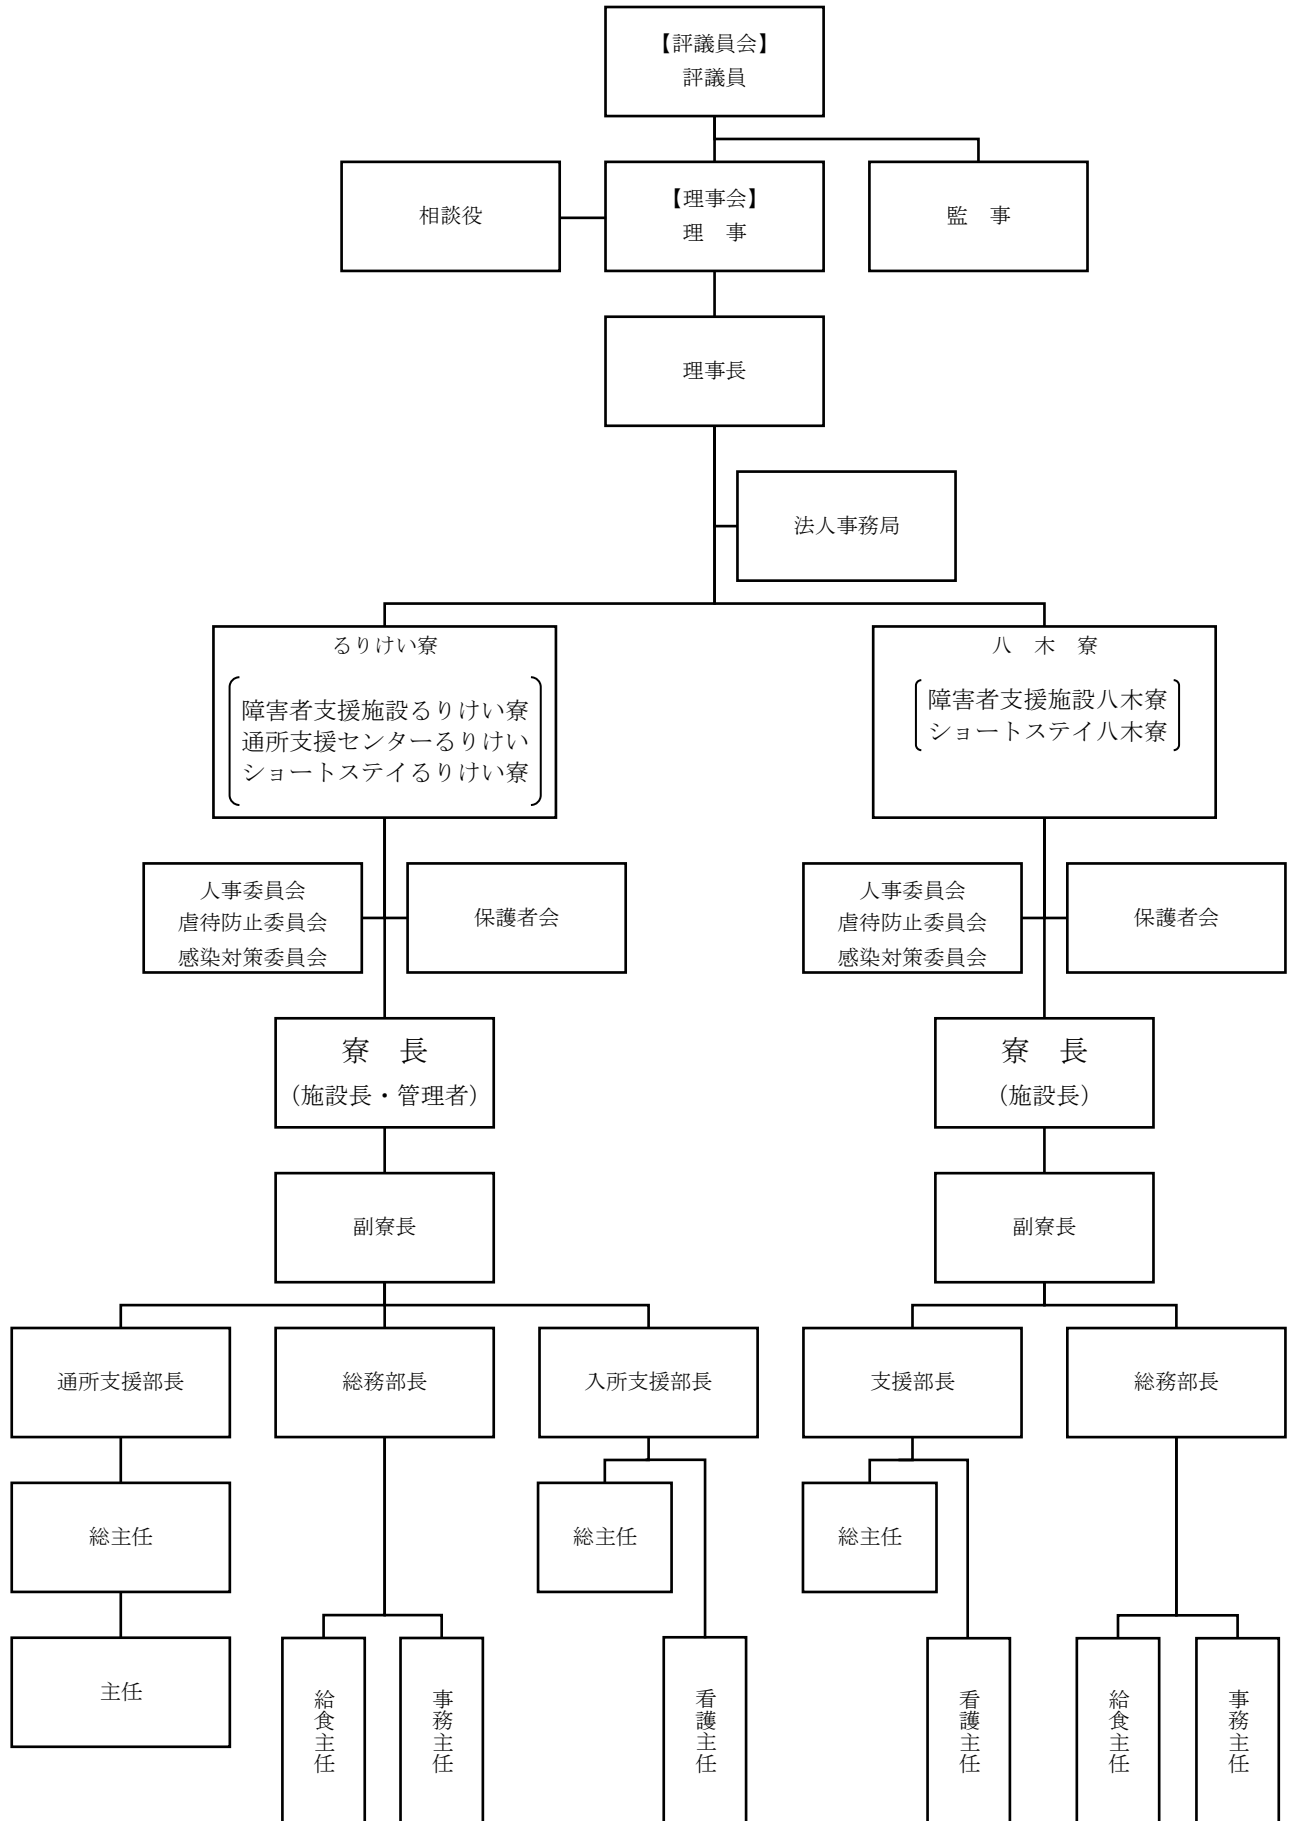 【評議員会】
評議員
相談役
【理事会】
理　事
監　事
理事長
法人事務局
るりけい寮
障害者支援施設るりけい寮
通所支援センターるりけい
ショートステイるりけい寮
八　木　寮
障害者支援施設八木寮
ショートステイ八木寮
人事委員会
虐待防止委員会
感染対策委員会
保護者会
人事委員会
虐待防止委員会
感染対策委員会
保護者会
寮　長
（施設長・管理者）
寮　長
（施設長）
副寮長
副寮長
通所支援部長
総務部長
入所支援部長
支援部長
総務部長
総主任
総主任
総主任
主任
給食主任
事務主任
看護主任
看護主任
給食主任
事務主任